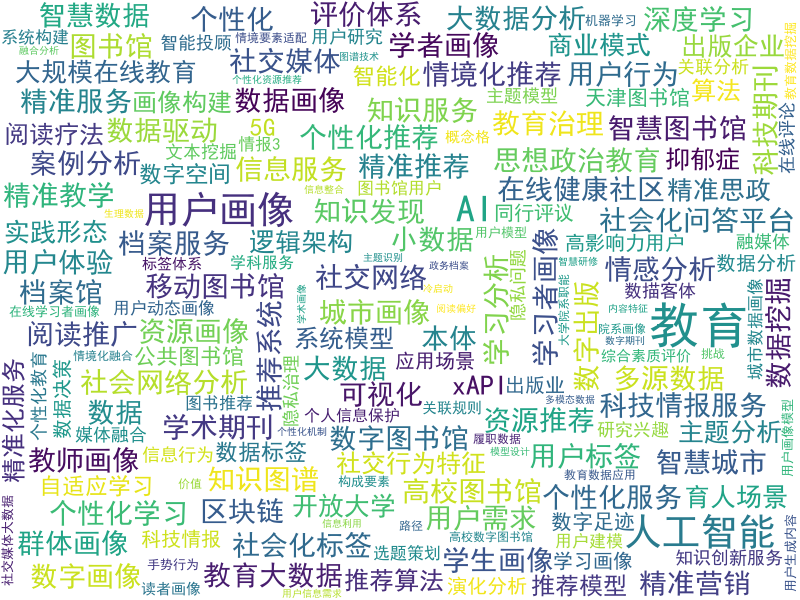 智慧数据
个性化
评价体系
大数据分析
机器学习
深度学习
系统构建
融合分析
图书馆
智能投顾
情境要素适配
用户研究
图谱技术
学者画像
商业模式
出版企业
关联分析
教育数据挖掘
大规模在线教育
社交媒体
个性化资源推荐
智能化
情境化推荐
用户行为
算法
科技期刊
在线评论
精准服务
画像构建
数据画像
知识服务
主题模型
天津图书馆
阅读疗法
数据驱动
5G
情报3
个性化推荐
概念格
教育治理
智慧图书馆
案例分析
文本挖掘
数字空间
信息服务
精准推荐
思想政治教育
抑郁症
精准教学
生理数据
用户画像
信息整合
图书馆用户
知识发现
AI
同行评议
在线健康社区
精准思政
社会化问答平台
实践形态
档案服务
逻辑架构
主题识别
小数据
用户模型
高影响力用户
融媒体
用户体验
标签体系
学科服务
社交网络
政务档案
学习分析
隐私问题
学习者画像
智慧研修
情感分析
数据分析
档案馆
移动图书馆
推荐系统
学术画像
冷启动
大学院系职能
数字出版
数描客体
城市数据画像
数据挖掘
在线学习者画像
用户动态画像
城市画像
阅读偏好
内容特征
教育
院系画像
数字期刊
阅读推广
资源画像
系统模型
本体
综合素质评价
挑战
精准化服务
个性化教育
数据决策
情境化融合
公共图书馆
大数据
应用场景
社会网络分析
隐私治理
可视化
xAPI
出版业
多源数据
用户画像模型
数据
图书推荐
个人信息保护
关联规则
多模态数据
科技情报服务
媒体融合
学术期刊
个性化机制
数字图书馆
履职数据
资源推荐
研究兴趣
主题分析
教师画像
信息行为
数据标签
社交行为特征
模型设计
用户标签
智慧城市
自适应学习
价值
知识图谱
构成要素
高校图书馆
教育数据应用
个性化服务
育人场景
社交媒体大数据
个性化学习
区块链
开放大学
信息利用
路径
用户需求
数字足迹
人工智能
用户生成内容
群体画像
科技情报
社会化标签
选题策划
高校数字图书馆
用户建模
数字画像
手势行为
读者画像
教育大数据
用户信息需求
推荐算法
学生画像
演化分析
学习画像
推荐模型
知识创新服务
精准营销